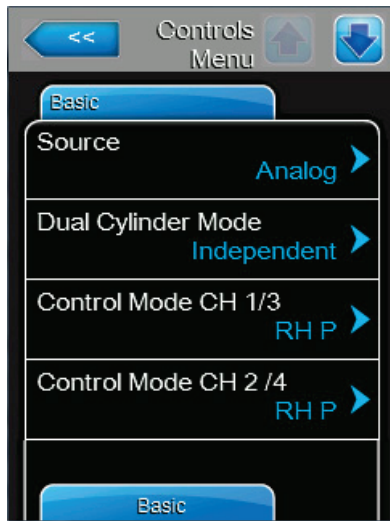 <<
Controls
Menu
Basic
Source
Analog
Dual Cylinder Mode
Independent
Control Mode CH 1/3
RH P
Control Mode CH 2 /4
RH P
Basic